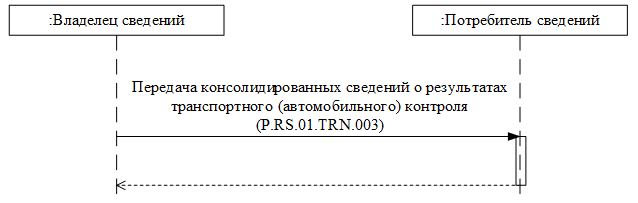 :Владелец сведений
:Потребитель сведений
Передача консолидированных сведений о результатах
транспортного (автомобильного) контроля
(P.RS.01.TRN.003)